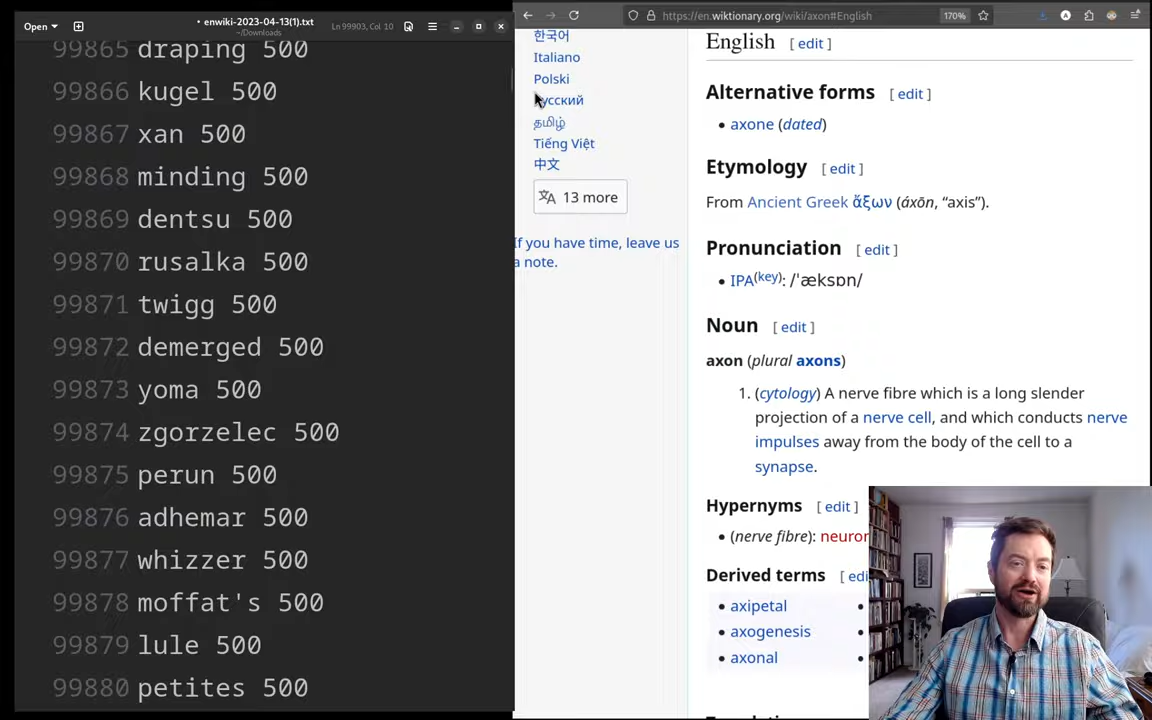 Open
• enwiki-2023-04-13(1).txt
~/Downloads
Ln 99903, Col 10
99865 draping 500
99866 kugel 500
99867 xan 500
99868 minding 500
99869 dentsu 500
99870 rusalka 500
99871 twigg 500
99872 demerged 500
99873 yoma 500
99874 zgorzelec 500
99875 perun 500
99876 adhemar 500
99877 whizzer 500
99878 moffat's 500
99879 lule 500
99880 petites 500
https://en.wiktionary.org/wiki/axon#English
170%
한국어
Italiano
Polski
Русский
தமிழ்
Tiếng Việt
中文
13 more
If you have time, leave us
a note.
English [ edit ]
Alternative forms [ edit ]
• axone (dated)
Etymology [ edit ]
From Ancient Greek ἄξων (áxōn, “axis”).
Pronunciation [ edit ]
• IPA(key): /ˈæksɒn/
Noun [ edit ]
axon (plural axons)
1. (cytology) A nerve fibre which is a long slender
projection of a nerve cell, and which conducts nerve
impulses away from the body of the cell to a
synapse.
Hypernyms [ edit ]
• (nerve fibre): neuron
Derived terms [ edi
• axipetal
• axogenesis
• axonal